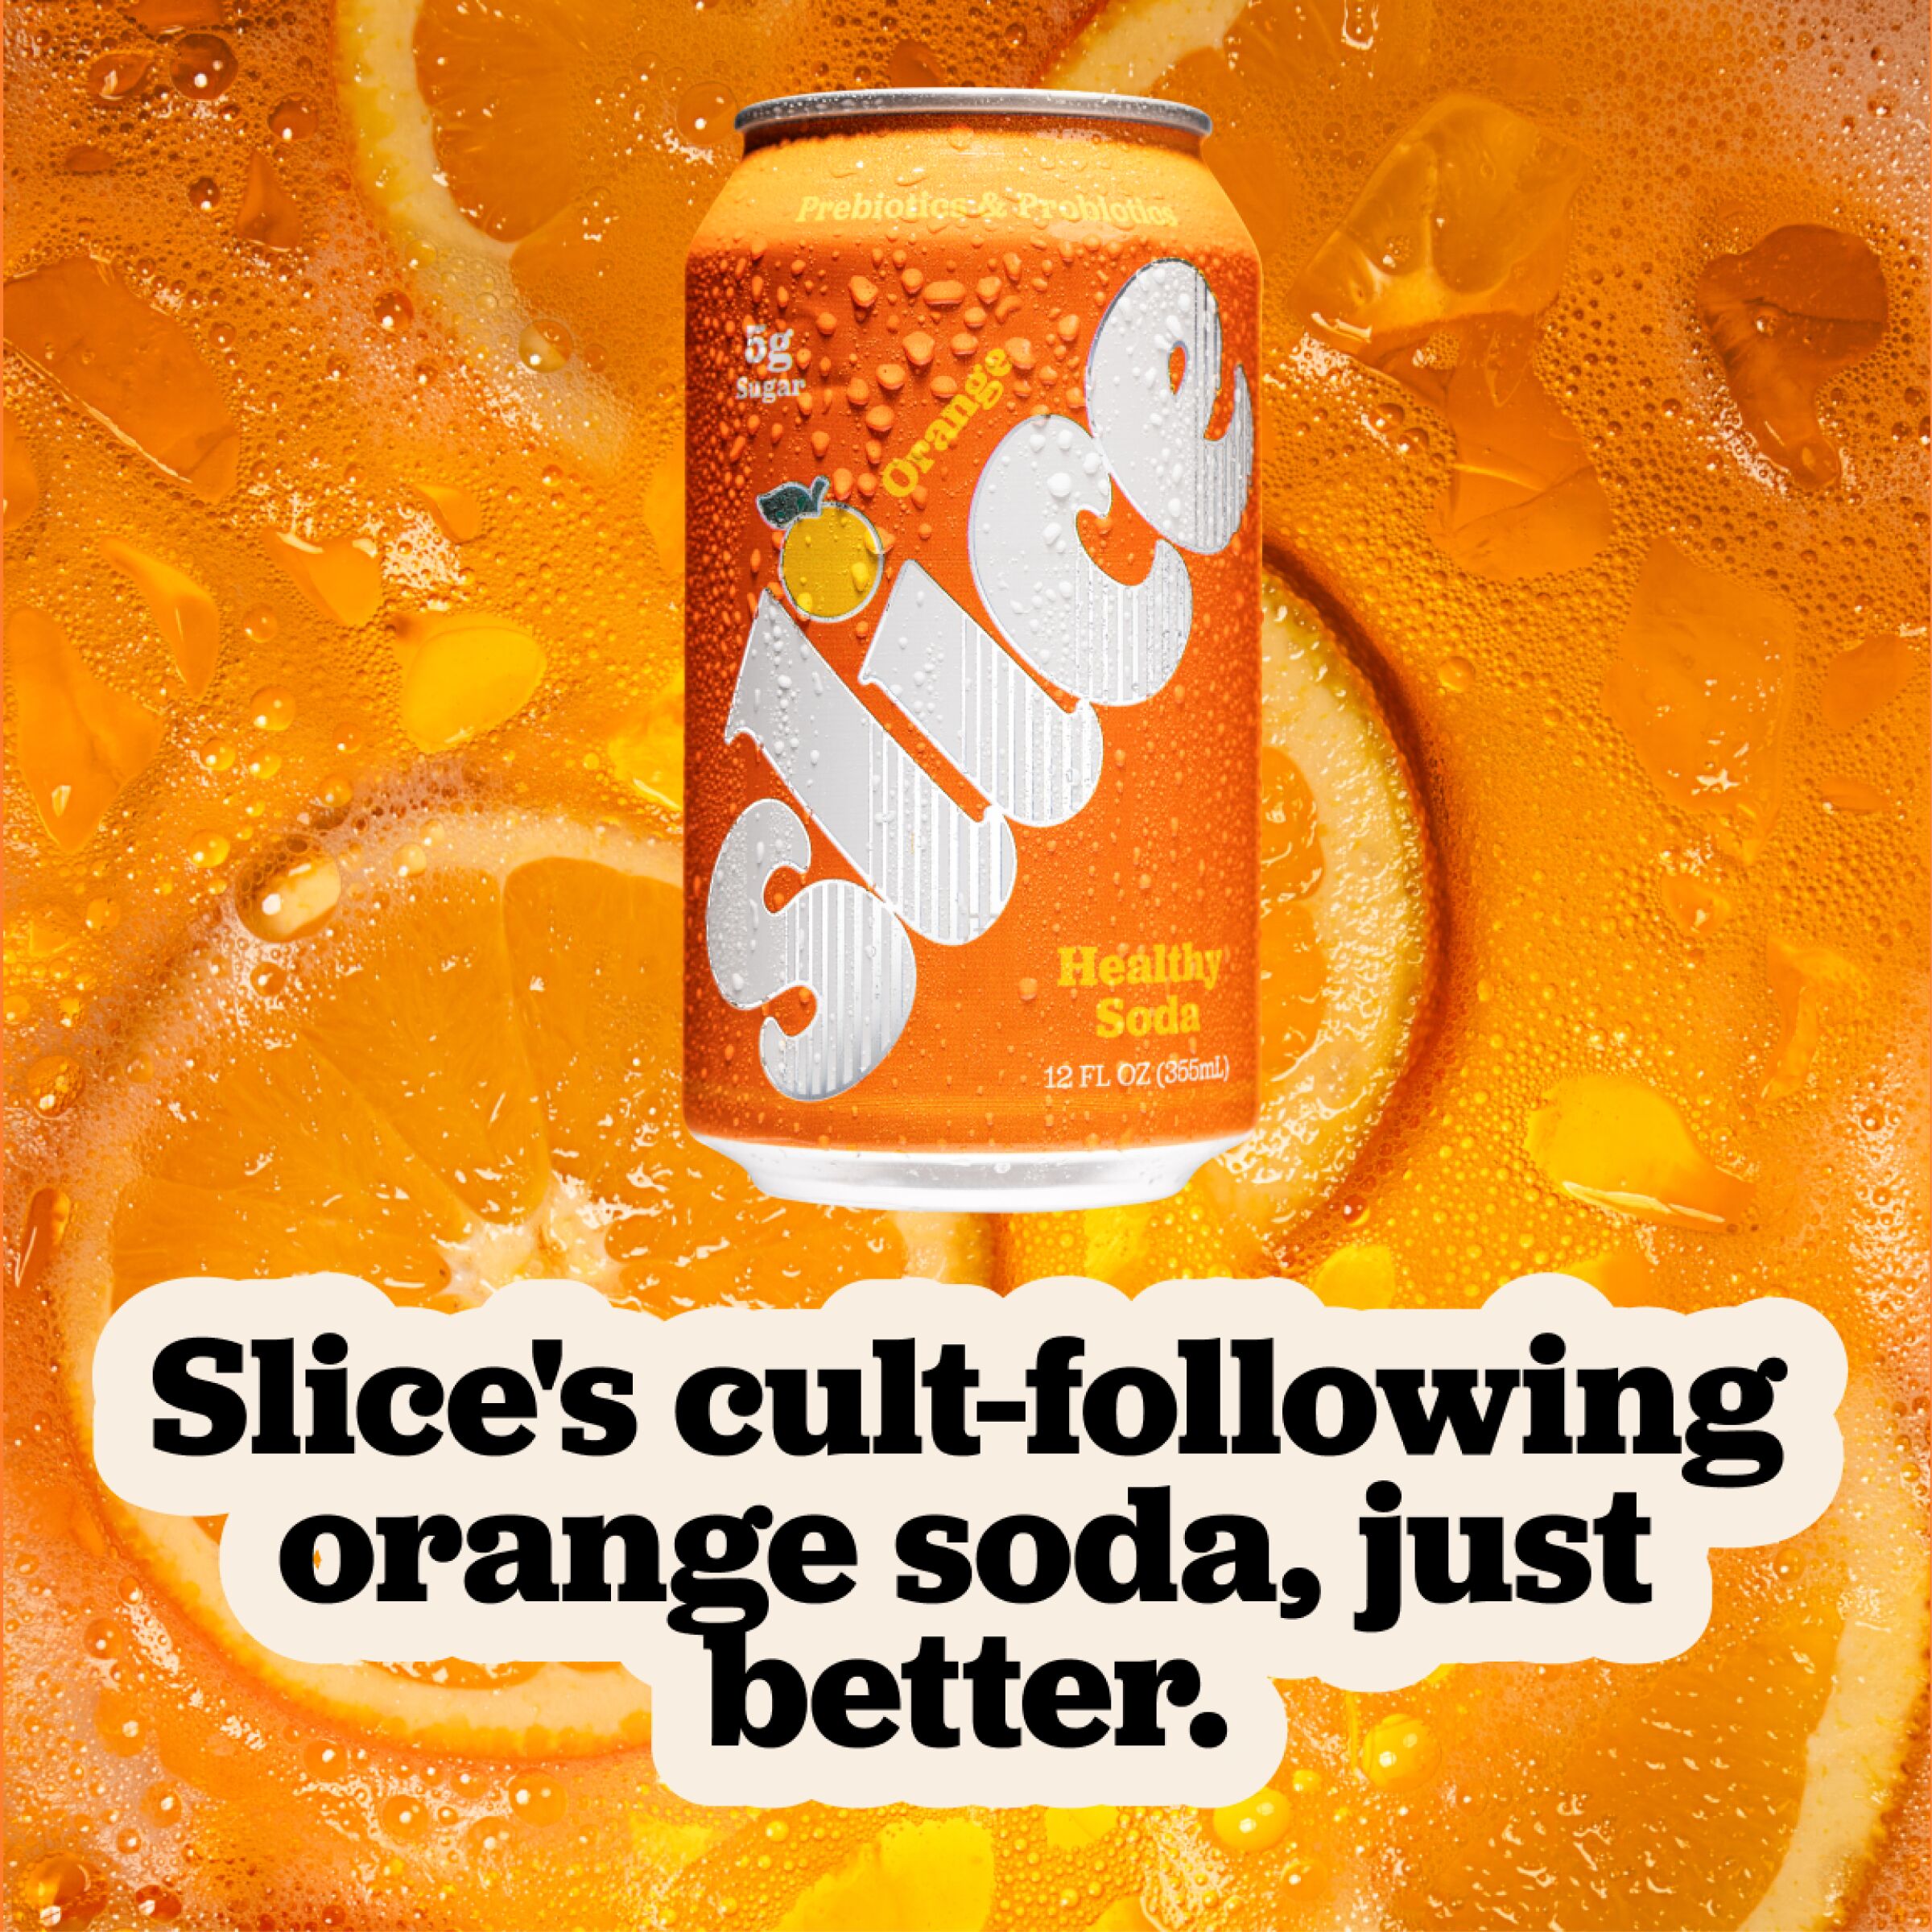 Prebiotics & Probiotics
5g
Sugar
Orange
slice
Healthy
Soda
12 FL OZ (355mL)
Slice's cult-following
orange soda, just
better.